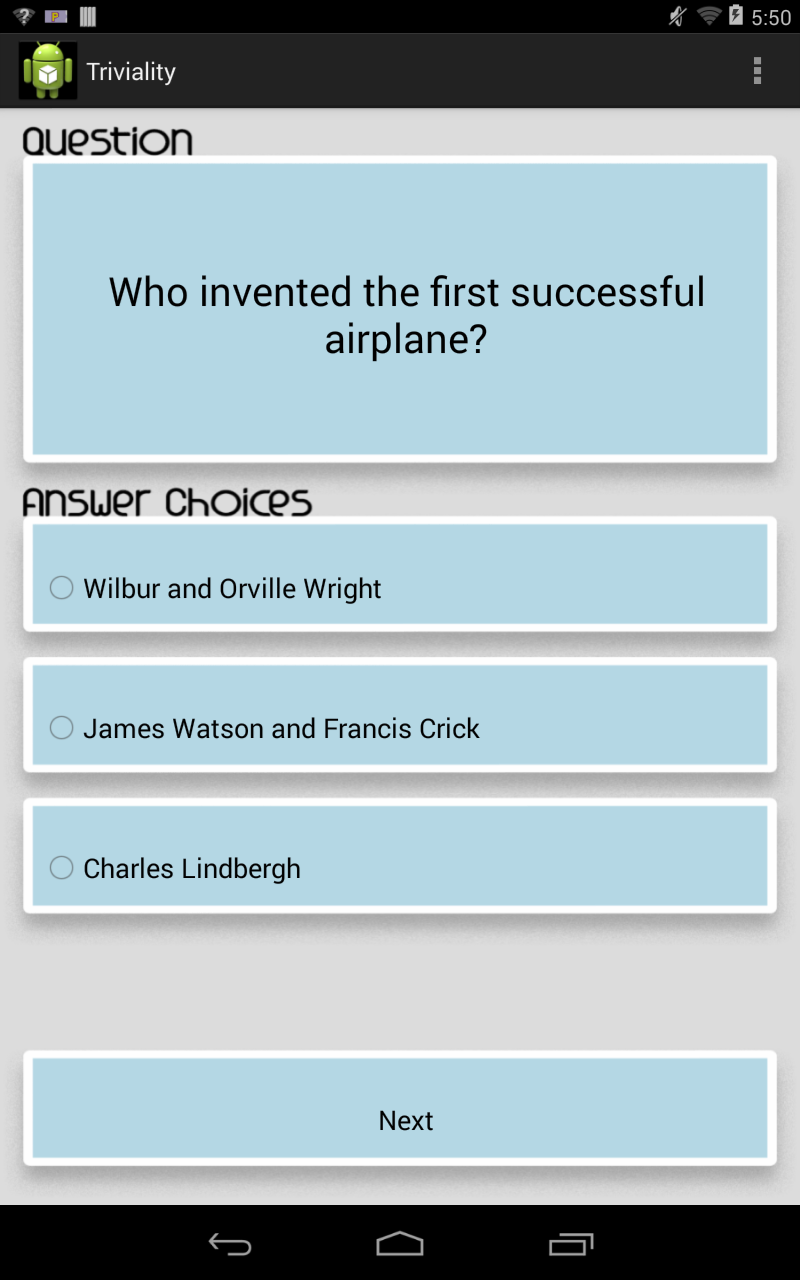 5:50
Triviality
Question
Who invented the first successful
airplane?
Answer Choices
Wilbur and Orville Wright
James Watson and Francis Crick
Charles Lindbergh
Next